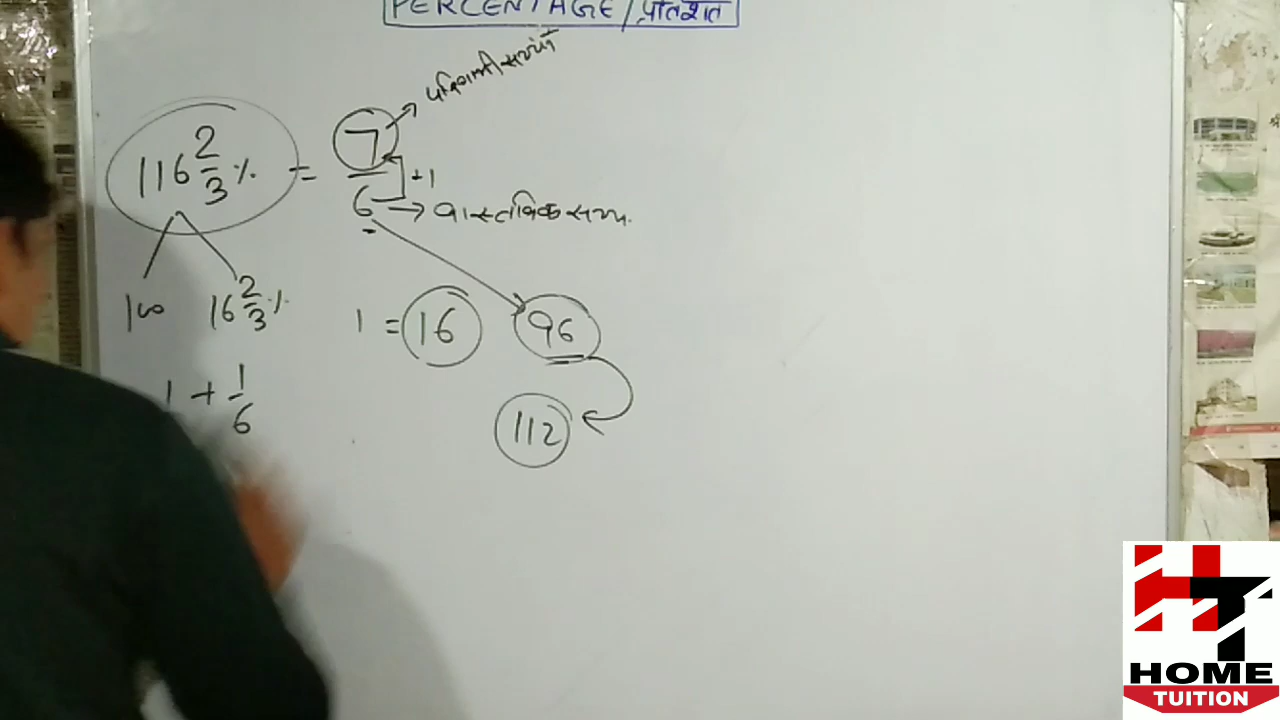 PERCENTAGE/प्रतिशत
116 2/3 % = 7/6
+1
→ वास्तविक संख्या
100 16 2/3 %
1 + 1/6
1 = 16 96
112
HT
HOME
TUITION